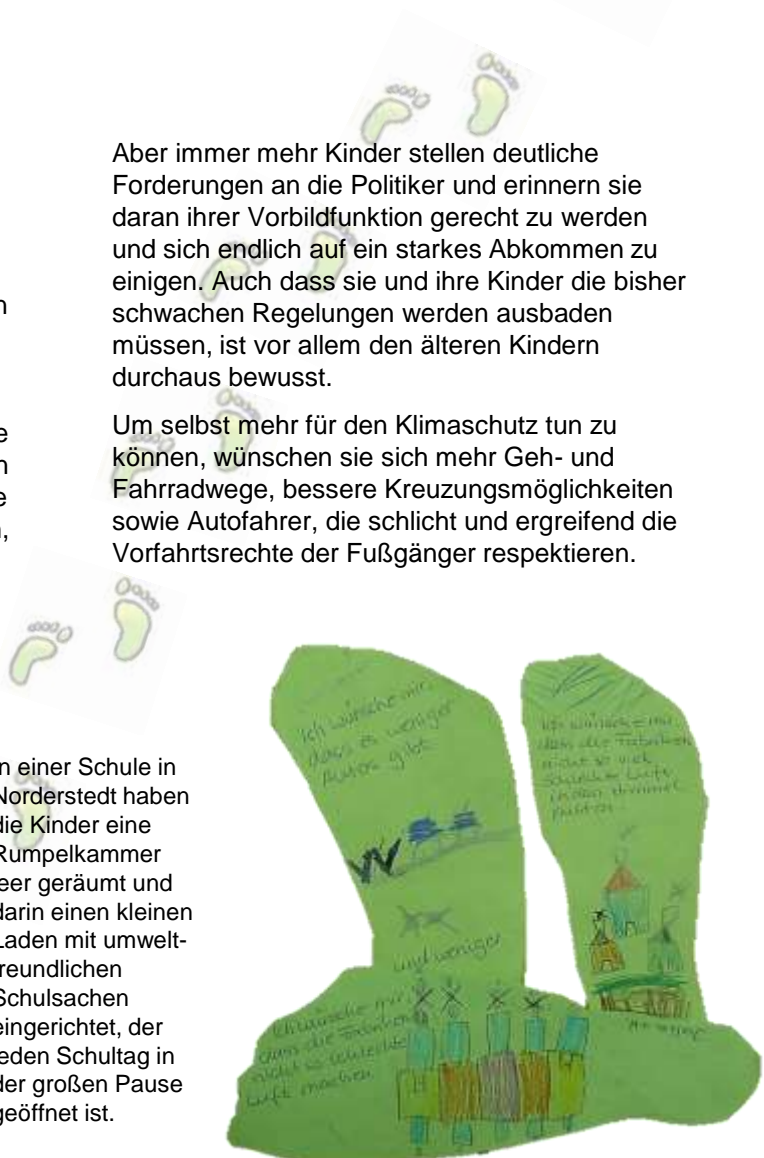 Aber immer mehr Kinder stellen deutliche
Forderungen an die Politiker und erinnern sie
daran ihrer Vorbildfunktion gerecht zu werden
und sich endlich auf ein starkes Abkommen zu
einigen. Auch dass sie und ihre Kinder die bisher
schwachen Regelungen werden ausbaden
müssen, ist vor allem den älteren Kindern
durchaus bewusst.
Um selbst mehr für den Klimaschutz tun zu
können, wünschen sie sich mehr Geh- und
Fahrradwege, bessere Kreuzungsmöglichkeiten
sowie Autofahrer, die schlicht und ergreifend die
Vorfahrtsrechte der Fußgänger respektieren.
n einer Schule in
Norderstedt haben
die Kinder eine
Rumpelkammer
eer geräumt und
darin einen kleinen
Laden mit umwelt-
reundlichen
Schulsachen
eingerichtet, der
eden Schultag in
der großen Pause
geöffnet ist.
Ich wünsche mir,
dass es weniger
Autos gibt
und weniger
Ich wünsche mir,
dass die Fabriken
nicht so viel
schlechte Luft
in den Himmel
Ich wünsche mir,
dass die Fabriken
nicht so schlechte
Luft machen